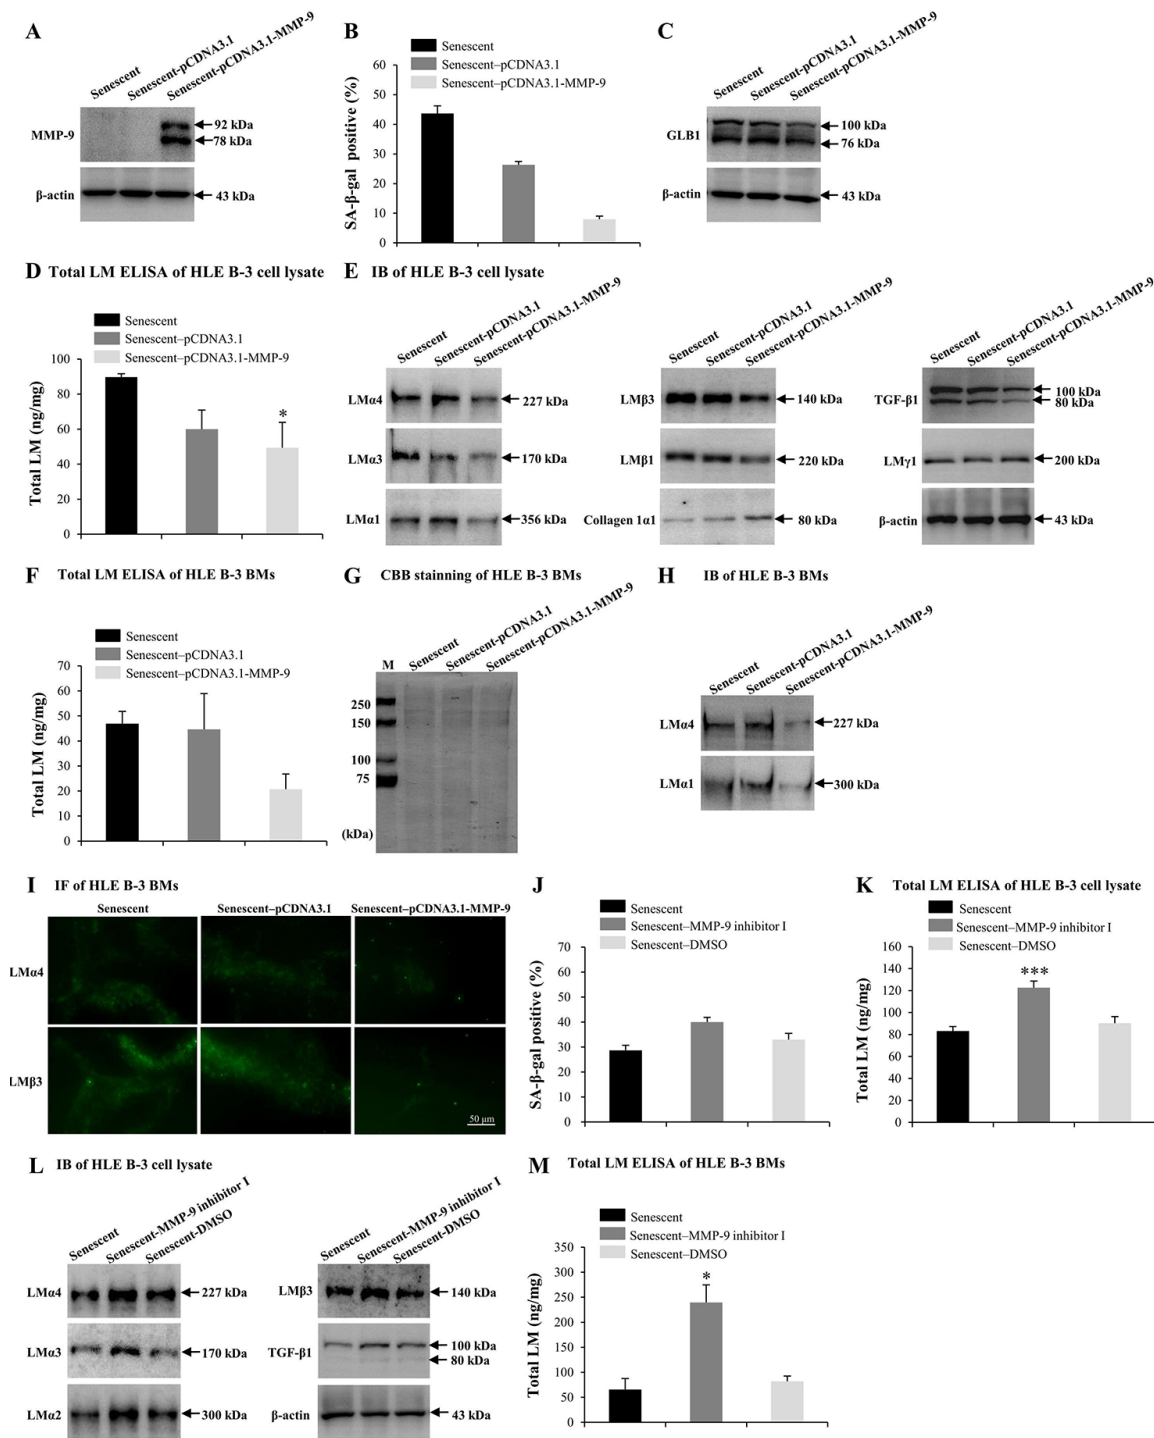 A
Senescent
Senescent-pCDNA3.1
Senescent-pCDNA3.1-MMP-9
MMP-9
92 kDa
78 kDa
β-actin
43 kDa
B
Senescent
Senescent–pCDNA3.1
Senescent–pCDNA3.1-MMP-9
SA-β-gal positive (%)
60
50
40
30
20
10
0
C
Senescent
Senescent-pCDNA3.1
Senescent-pCDNA3.1-MMP-9
GLB1
100 kDa
76 kDa
β-actin
43 kDa
D Total LM ELISA of HLE B-3 cell lysate
Senescent
Senescent–pCDNA3.1
Senescent–pCDNA3.1-MMP-9
Total LM (ng/mg)
100
80
60
40
20
0
*
E IB of HLE B-3 cell lysate
Senescent
Senescent-pCDNA3.1
Senescent-pCDNA3.1-MMP-9
LMα4
227 kDa
LMα3
170 kDa
LMα1
356 kDa
Senescent
Senescent-pCDNA3.1
Senescent-pCDNA3.1-MMP-9
LMβ3
140 kDa
LMβ1
220 kDa
Collagen 1α1
80 kDa
Senescent
Senescent-pCDNA3.1
Senescent-pCDNA3.1-MMP-9
TGF-β1
100 kDa
80 kDa
LMγ1
200 kDa
β-actin
43 kDa
F Total LM ELISA of HLE B-3 BMs
Senescent
Senescent–pCDNA3.1
Senescent–pCDNA3.1-MMP-9
Total LM (ng/mg)
70
60
50
40
30
20
10
0
G CBB stainning of HLE B-3 BMs
M
Senescent
Senescent-pCDNA3.1
Senescent-pCDNA3.1-MMP-9
250
150
100
75
(kDa)
H IB of HLE B-3 BMs
Senescent
Senescent-pCDNA3.1
Senescent-pCDNA3.1-MMP-9
LMα4
227 kDa
LMα1
300 kDa
I IF of HLE B-3 BMs
Senescent
Senescent–pCDNA3.1
Senescent–pCDNA3.1-MMP-9
LMα4
LMβ3
50 µm
J
Senescent
Senescent–MMP-9 inhibitor I
Senescent–DMSO
SA-β-gal positive (%)
70
60
50
40
30
20
10
0
K Total LM ELISA of HLE B-3 cell lysate
Senescent
Senescent–MMP-9 inhibitor I
Senescent–DMSO
Total LM (ng/mg)
160
140
120
100
80
60
40
20
0
***
L IB of HLE B-3 cell lysate
Senescent
Senescent-MMP-9 inhibitor I
Senescent-DMSO
LMα4
227 kDa
LMα3
170 kDa
LMα2
300 kDa
Senescent
Senescent-MMP-9 inhibitor I
Senescent-DMSO
LMβ3
140 kDa
TGF-β1
100 kDa
80 kDa
β-actin
43 kDa
M Total LM ELISA of HLE B-3 BMs
Senescent
Senescent–MMP-9 inhibitor I
Senescent–DMSO
Total LM (ng/mg)
350
300
250
200
150
100
50
0
*